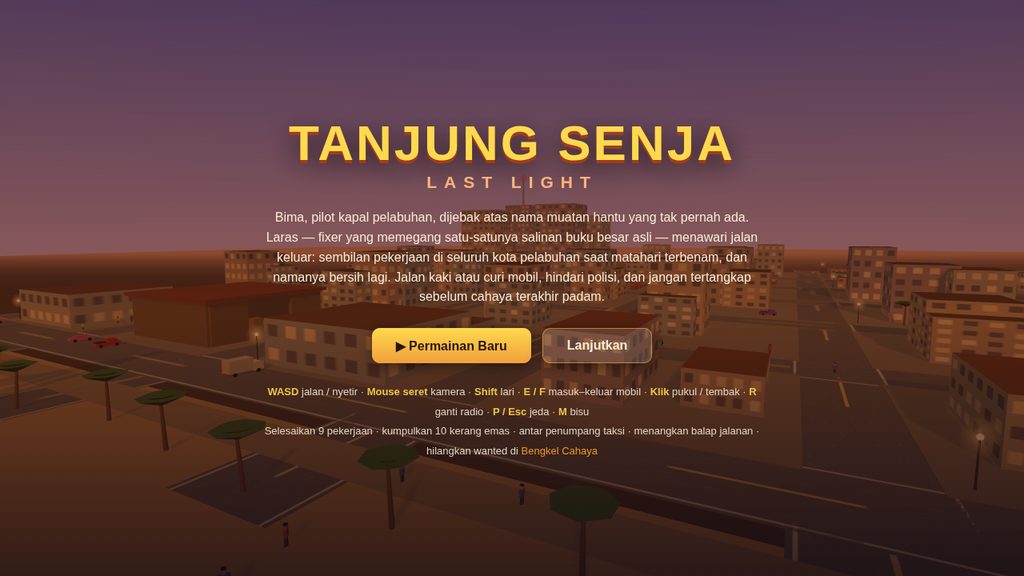 TANJUNG SENJA
LAST LIGHT
Bima, pilot kapal pelabuhan, dijebak atas nama muatan hantu yang tak pernah ada.
Laras — fixer yang memegang satu-satunya salinan buku besar asli — menawari jalan
keluar: sembilan pekerjaan di seluruh kota pelabuhan saat matahari terbenam, dan
namanya bersih lagi. Jalan kaki atau curi mobil, hindari polisi, dan jangan tertangkap
sebelum cahaya terakhir padam.
▶ Permainan Baru
Lanjutkan
WASD jalan / nyetir · Mouse seret kamera · Shift lari · E / F masuk–keluar mobil · Klik pukul / tembak · R
ganti radio · P / Esc jeda · M bisu
Selesaikan 9 pekerjaan · kumpulkan 10 kerang emas · antar penumpang taksi · menangkan balap jalanan ·
hilangkan wanted di Bengkel Cahaya